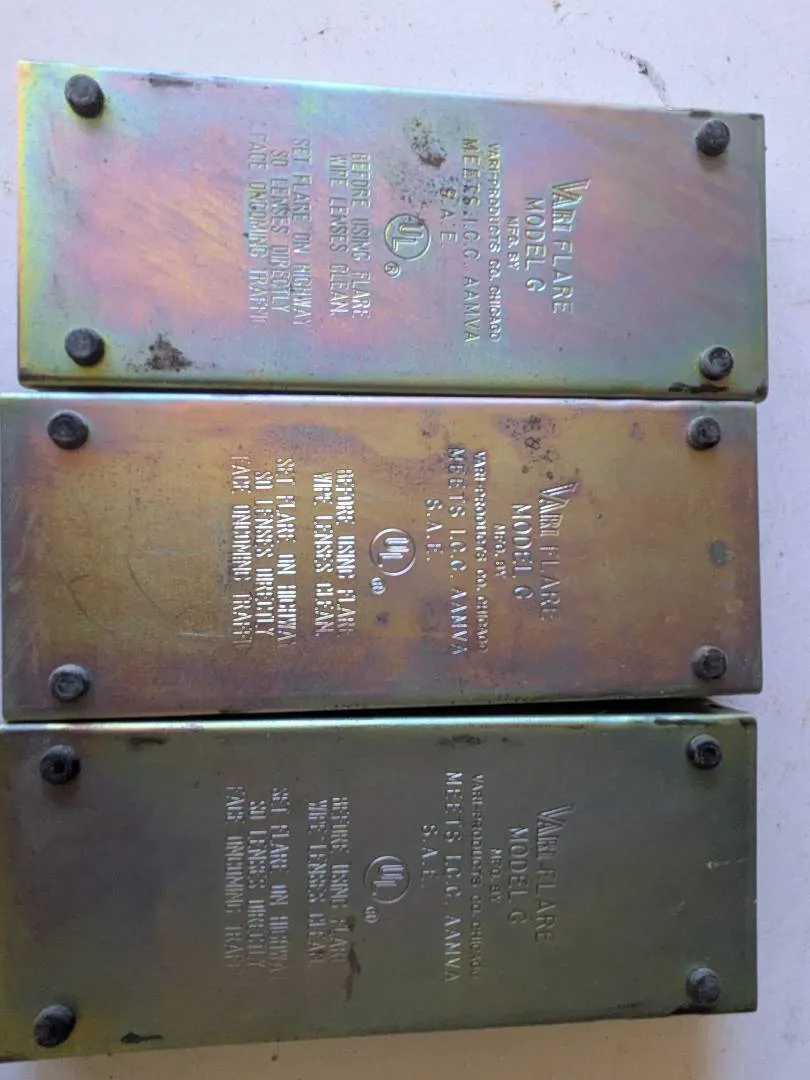 VARI FLARE
MODEL G
MFG. BY
VARI-PRODUCTS CO. CHICAGO
MEETS I.C.C. AAMVA
S.A.E.
UL ®
BEFORE USING FLARE
WIPE LENSES CLEAN
SET FLARE ON HIGHWAY
SO LENSES DIRECTLY
FACE ONCOMING TRAFFI
VARI FLARE
MODEL G
MFG. BY
VARI-PRODUCTS CO. CHICAGO
MEETS I.C.C. AAMVA
S.A.E.
UL ®
BEFORE USING FLARE
WIPE LENSES CLEAN
SET FLARE ON HIGHWAY
SO LENSES DIRECTLY
FACE ONCOMING TRAFFI
VARI FLARE
MODEL G
MFG. BY
VARI-PRODUCTS CO. CHICAGO
MEETS I.C.C. AAMVA
S.A.E.
UL ®
BEFORE USING FLARE
WIPE LENSES CLEAN
SET FLARE ON HIGHWA
SO LENSES DIRECTLY
FACE ONCOMING TRAFF